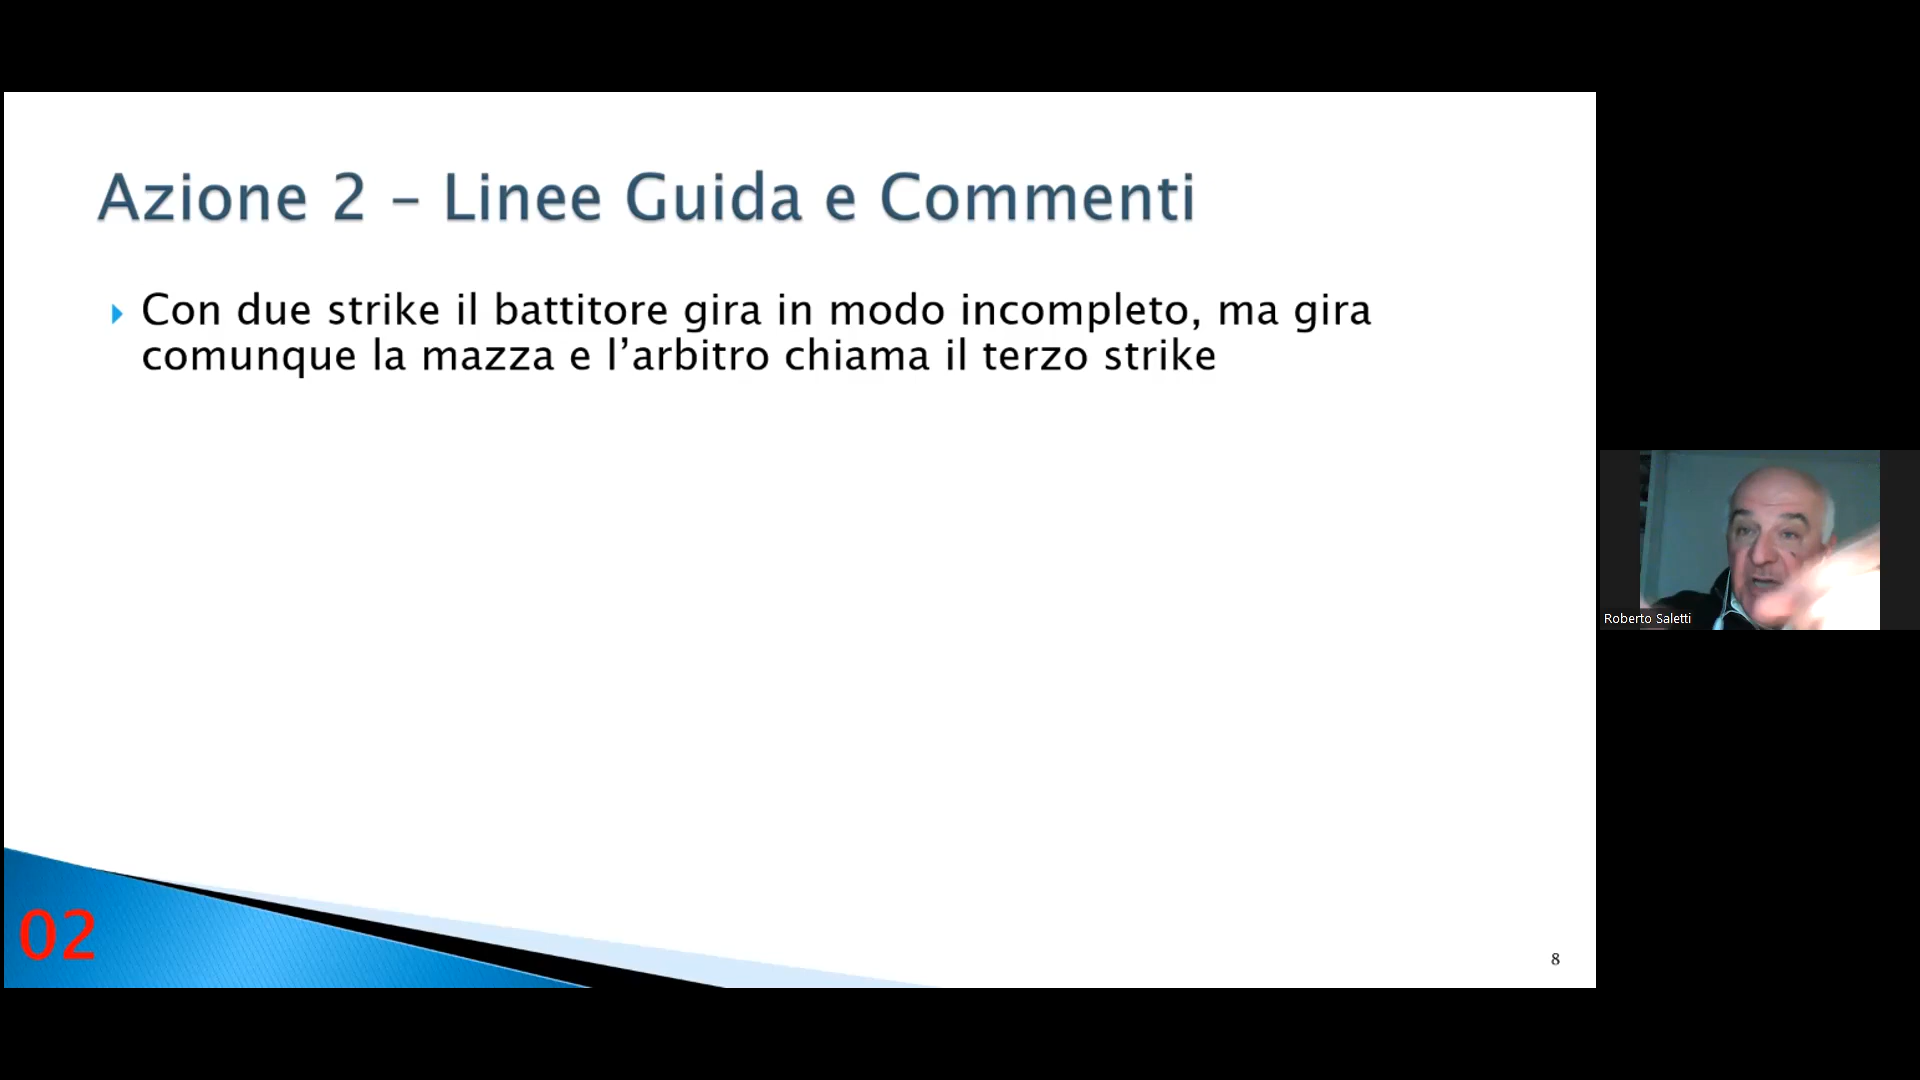 Azione 2 – Linee Guida e Commenti
Con due strike il battitore gira in modo incompleto, ma gira
comunque la mazza e l’arbitro chiama il terzo strike
Roberto Saletti
02
8